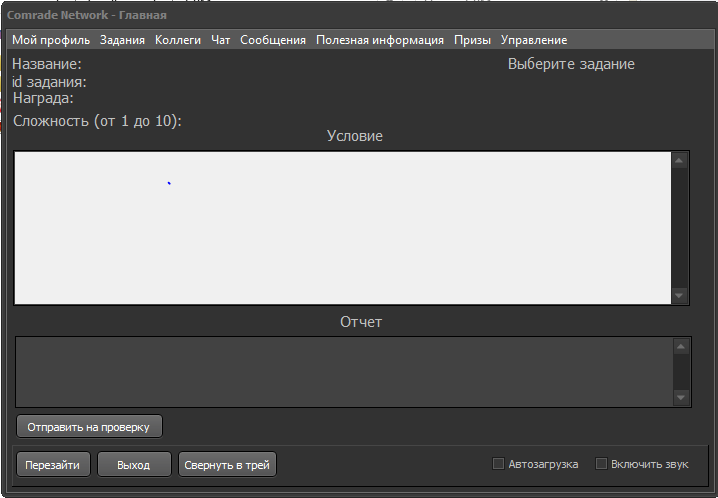 Comrade Network - Главная
Мой профиль Задания Коллеги Чат Сообщения Полезная информация Призы Управление
Название: Выберите задание
id задания:
Награда:
Сложность (от 1 до 10):
Условие
Отчет
Отправить на проверку
Перезайти Выход Свернуть в трей Автозагрузка Включить звук